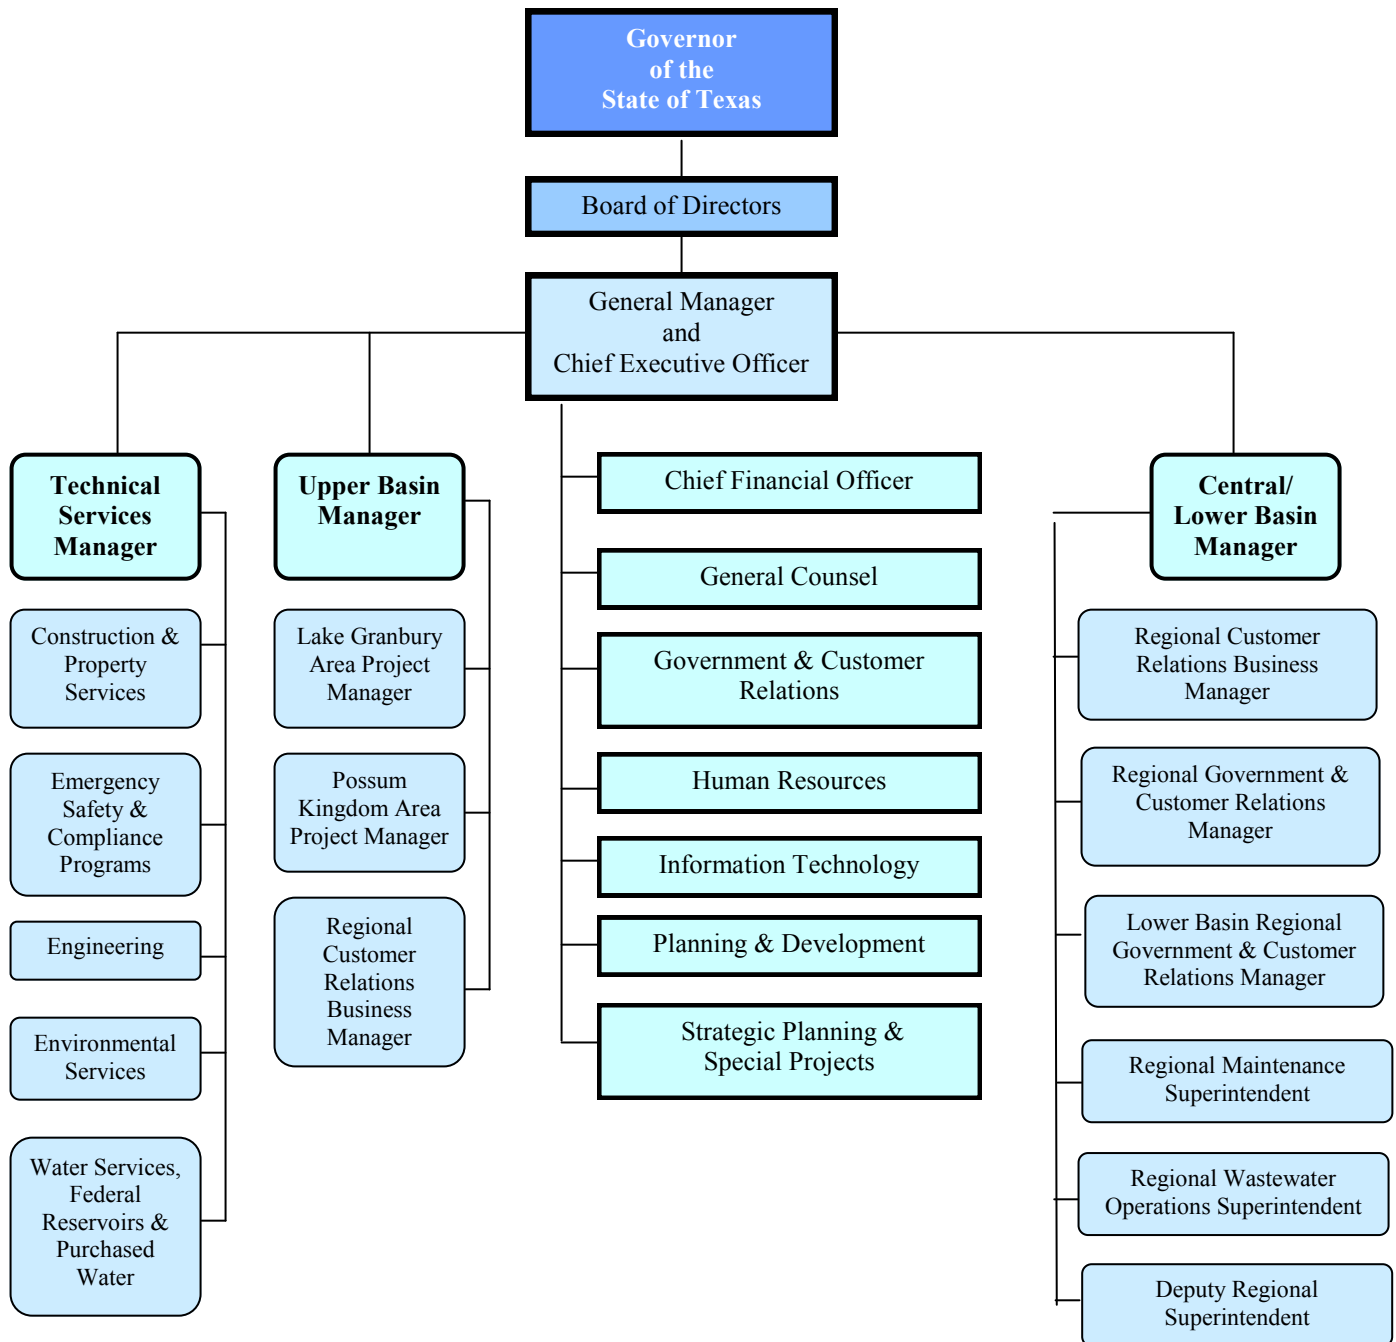 Governor
of the
State of Texas
Board of Directors
General Manager
and
Chief Executive Officer
Technical
Services
Manager
Construction &
Property
Services
Emergency
Safety &
Compliance
Programs
Engineering
Environmental
Services
Water Services,
Federal
Reservoirs &
Purchased
Water
Upper Basin
Manager
Lake Granbury
Area Project
Manager
Possum
Kingdom Area
Project Manager
Regional
Customer
Relations
Business
Manager
Chief Financial Officer
General Counsel
Government & Customer
Relations
Human Resources
Information Technology
Planning & Development
Strategic Planning &
Special Projects
Central/
Lower Basin
Manager
Regional Customer
Relations Business
Manager
Regional Government &
Customer Relations
Manager
Lower Basin Regional
Government & Customer
Relations Manager
Regional Maintenance
Superintendent
Regional Wastewater
Operations Superintendent
Deputy Regional
Superintendent